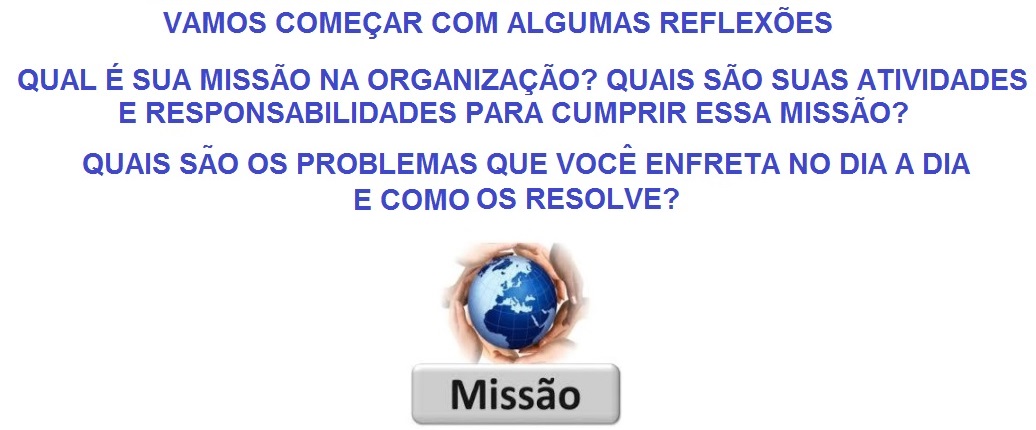 VAMOS COMEÇAR COM ALGUMAS REFLEXÕES
QUAL É SUA MISSÃO NA ORGANIZAÇÃO? QUAIS SÃO SUAS ATIVIDADES
E RESPONSABILIDADES PARA CUMPRIR ESSA MISSÃO?
QUAIS SÃO OS PROBLEMAS QUE VOCÊ ENFRETA NO DIA A DIA
E COMO OS RESOLVE?
Missão